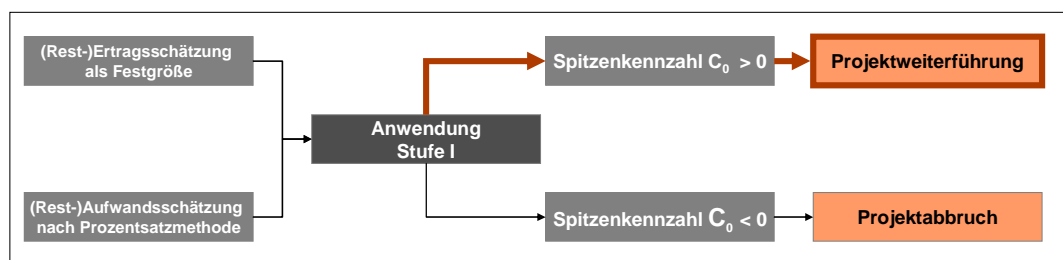 (Rest-)Ertragsschätzung
als Festgröße
Spitzenkennzahl C₀ > 0
Projektweiterführung
Anwendung
Stufe I
(Rest-)Aufwandsschätzung
nach Prozentsatzmethode
Spitzenkennzahl C₀ < 0
Projektabbruch